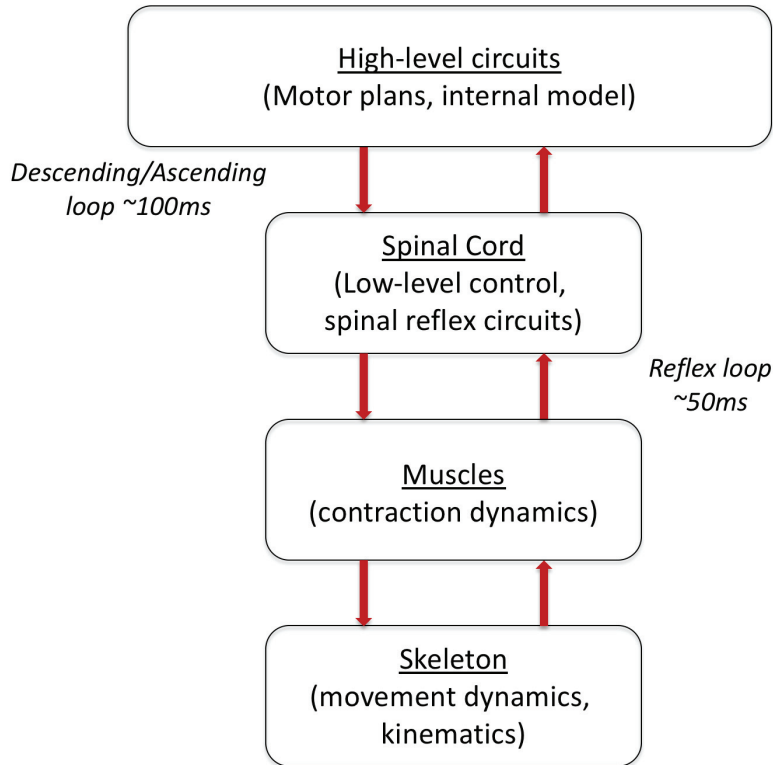 High-level circuits
(Motor plans, internal model)
Descending/Ascending
loop ~100ms
Spinal Cord
(Low-level control,
spinal reflex circuits)
Reflex loop
~50ms
Muscles
(contraction dynamics)
Skeleton
(movement dynamics,
kinematics)